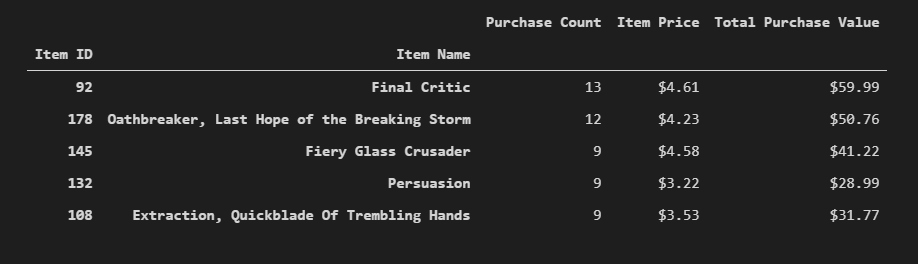 Purchase Count Item Price Total Purchase Value
Item ID Item Name
92 Final Critic 13 $4.61 $59.99
178 Oathbreaker, Last Hope of the Breaking Storm 12 $4.23 $50.76
145 Fiery Glass Crusader 9 $4.58 $41.22
132 Persuasion 9 $3.22 $28.99
108 Extraction, Quickblade Of Trembling Hands 9 $3.53 $31.77